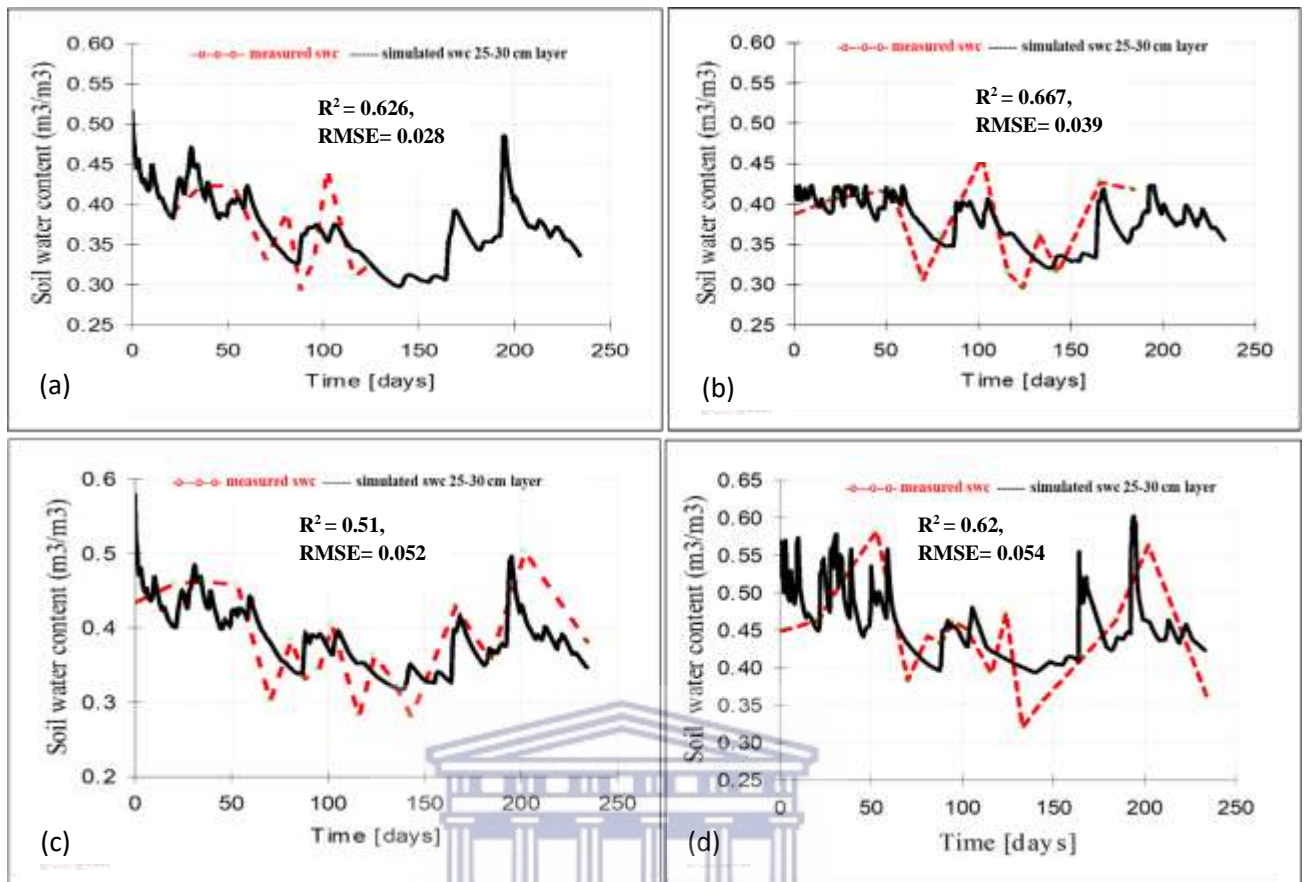 0.60
0.55
0.50
0.45
0.40
0.35
0.30
0.25
Soil water content (m3/m3)
measured swc
simulated swc 25-30 cm layer
R² = 0.626,
RMSE= 0.028
0
50
100
150
200
250
Time [days]
(a)
0.60
0.55
0.50
0.45
0.40
0.35
0.30
0.25
Soil water content (m3/m3)
measured swc
simulated swc 25-30 cm layer
R² = 0.667,
RMSE= 0.039
0
50
100
150
200
250
Time [days]
(b)
0.6
0.5
0.4
0.3
0.2
Soil water content (m3/m3)
measured swc
simulated swc 25-30 cm layer
R² = 0.51,
RMSE= 0.052
0
50
100
150
200
250
Time [days]
(c)
0.65
0.60
0.55
0.50
0.45
0.40
0.35
0.30
0.25
Soil water content (m3/m3)
measured swc
simulated swc 25-30 cm layer
R² = 0.62,
RMSE= 0.054
0
50
100
150
200
250
Time [days]
(d)